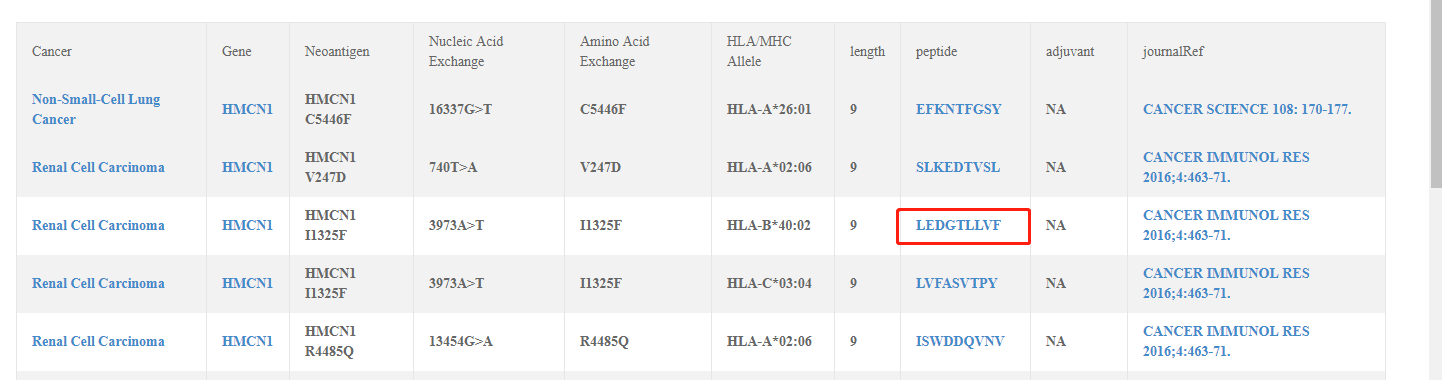 Cancer Gene Neoantigen Nucleic Acid Exchange Amino Acid Exchange HLA/MHC Allele length peptide adjuvant journalRef
Non-Small-Cell Lung Cancer HMCN1 HMCN1 C5446F 16337G>T C5446F HLA-A*26:01 9 EFKNTFGSY NA CANCER SCIENCE 108: 170-177.
Renal Cell Carcinoma HMCN1 HMCN1 V247D 740T>A V247D HLA-A*02:06 9 SLKEDTVSL NA CANCER IMMUNOL RES 2016;4:463-71.
Renal Cell Carcinoma HMCN1 HMCN1 I1325F 3973A>T I1325F HLA-B*40:02 9 LEDGTLLVF NA CANCER IMMUNOL RES 2016;4:463-71.
Renal Cell Carcinoma HMCN1 HMCN1 I1325F 3973A>T I1325F HLA-C*03:04 9 LVFASVTPY NA CANCER IMMUNOL RES 2016;4:463-71.
Renal Cell Carcinoma HMCN1 HMCN1 R4485Q 13454G>A R4485Q HLA-A*02:06 9 ISWDDQVNV NA CANCER IMMUNOL RES 2016;4:463-71.